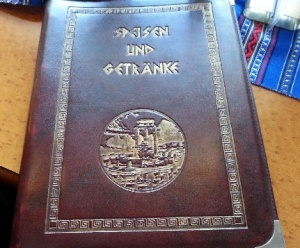 SPEISEN
UND
GETRÄNKE